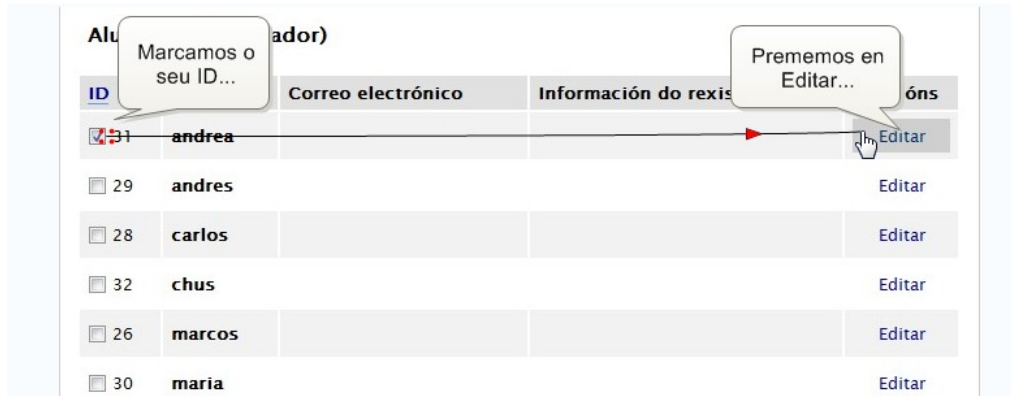 Alu ador)
Marcamos o
seu ID...
Prememos en
Editar...
ID Correo electrónico Información do rexis óns
31 andrea Editar
29 andres Editar
28 carlos Editar
32 chus Editar
26 marcos Editar
30 maria Editar